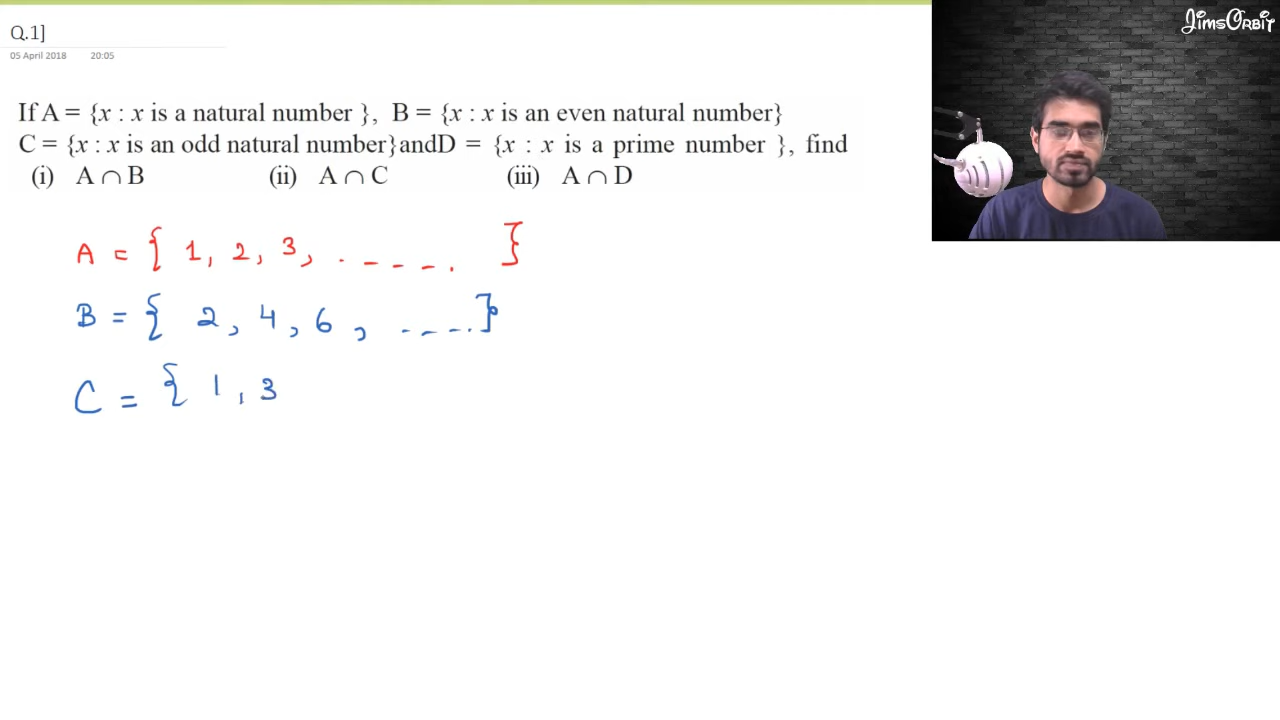 Q.1]
05 April 2018 20:05
JimsOrbit
If A = {x : x is a natural number }, B = {x : x is an even natural number}
C = {x : x is an odd natural number}andD = {x : x is a prime number }, find
(i) A ∩ B (ii) A ∩ C (iii) A ∩ D
A = { 1, 2, 3, . - - - - . }
B = { 2, 4, 6, . - - - . }
C = { 1, 3